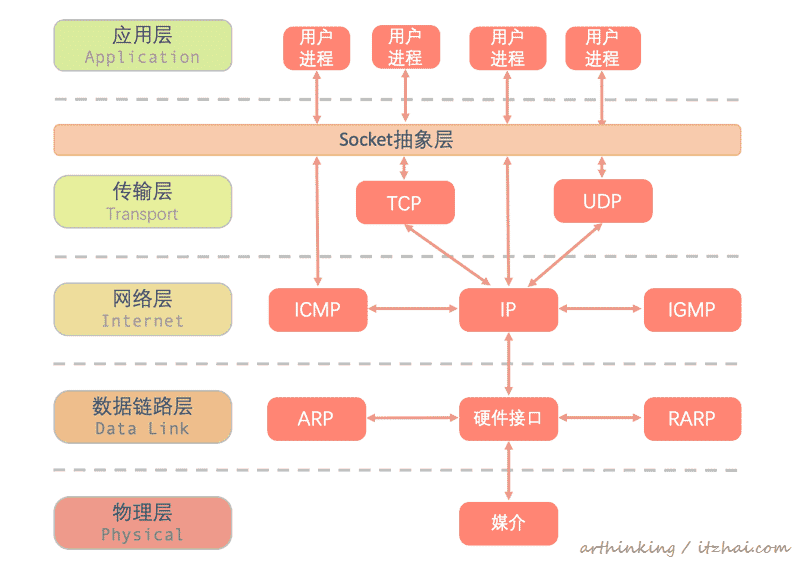 应用层
Application
用户
进程
用户
进程
用户
进程
用户
进程
Socket抽象层
传输层
Transport
TCP
UDP
网络层
Internet
ICMP
IP
IGMP
数据链路层
Data Link
ARP
硬件接口
RARP
物理层
Physical
媒介
arthinking / itzhai.com